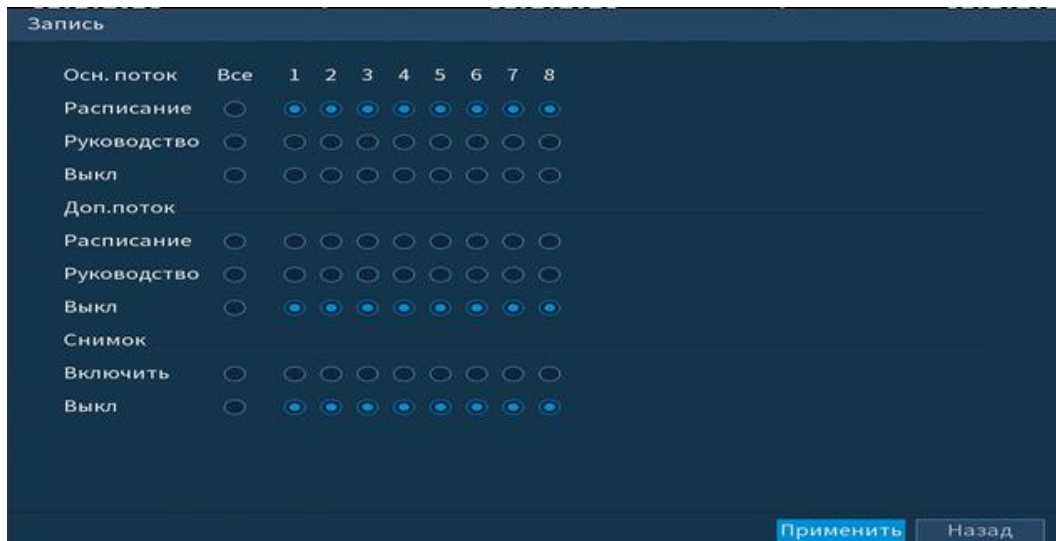 Запись
Осн. поток Все 1 2 3 4 5 6 7 8
Расписание
Руководство
Выкл
Доп.поток
Расписание
Руководство
Выкл
Снимок
Включить
Выкл
Применить Назад